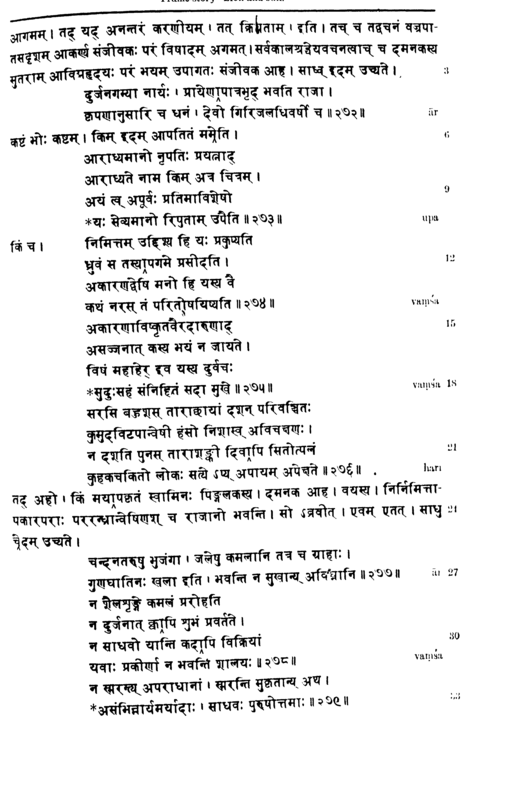 आगमम् । तद् यद् अनन्तरं करणीयम् । तत् क्रियताम् । इति । तच् च तद्वचनं वज्रपा-
तसदृशम् आकर्ण्य संजीवकः परं विषादम् अगमत् । सर्वकालश्रद्धेयवचनत्वाच् च दमनकस्य
सुतराम् आविग्नहृदयः परं भयम् उपागतः संजीवक आह । साध्व् इदम् उच्यते । 3
दुर्जनगम्या नार्यः । प्रायेणापात्रभृद् भवति राजा ।
कृपणानुसारि च धनं । देवो गिरिजलधिवर्षी च ॥ २७२ ॥ ār
कष्टं भोः कष्टम् । किम् इदम् आपतितं ममेति । 6
आराध्यमानो नृपतिः प्रयत्नाद्
आराध्यते नाम किम् अत्र चित्रम् ।
अयं त्व् अपूर्वः प्रतिमाविशेषो 9
*यः सेव्यमानो रिपुताम् उपैति ॥ २७३ ॥ upa
किं च । निमित्तम् उद्दिश्य हि यः प्रकुप्यति
ध्रुवं स तस्यापगमे प्रसीदति । 12
अकारणद्वेषि मनो हि यस्य वै
कथं नरस् तं परितोषयिष्यति ॥ २७४ ॥ vaṃśa
अकारणाविष्कृतवैरदारुणाद् 15
असज्जनात् कस्य भयं न जायते ।
विषं महाहेर् इव यस्य दुर्वचः
*सुदुःसहं संनिहितं सदा मुखे ॥ २७५ ॥ vaṃśa 18
सरसि बहुशस् ताराछायां दशन् परिवञ्चितः
कुमुदविटपान्वेषी हंसो निशास्व् अविचक्षणः ।
न दशति पुनस् ताराशङ्की दिवापि सितोत्पलं 21
कुहकचकितो लोकः सत्ये ऽप्य् अपायम् अपेक्षते ॥ २७६ ॥ hari
तद् अहो । किं मयापकृतं स्वामिनः पिङ्गलकस्य । दमनक आह । वयस्य । निर्निमित्ता-
पकारपराः पररन्ध्रान्वेषिणश् च राजानो भवन्ति । सो ऽब्रवीत् । एवम् एतत् । साधु 24
चेदम् उच्यते ।
चन्दनतरुषु भुजंगा । जलेषु कमलानि तत्र च ग्राहाः ।
गुणघातिनः खला इति । भवन्ति न सुखान्य् अविघ्नानि ॥ २७७ ॥ ār 27
न शैलशृङ्गे कमलं प्ररोहति
न दुर्जनात् क्वापि शुभं प्रवर्तते ।
न साधवो यान्ति कदापि विक्रियां 30
यवाः प्रकीर्णा न भवन्ति शालयः ॥ २७८ ॥ vaṃśa
न स्मरन्त्य् अपराधानां । स्मरन्ति सुकृतान्य् अथ ।
*असंभिन्नार्यमर्यादाः । साधवः पुरुषोत्तमाः ॥ २७९ ॥ 33